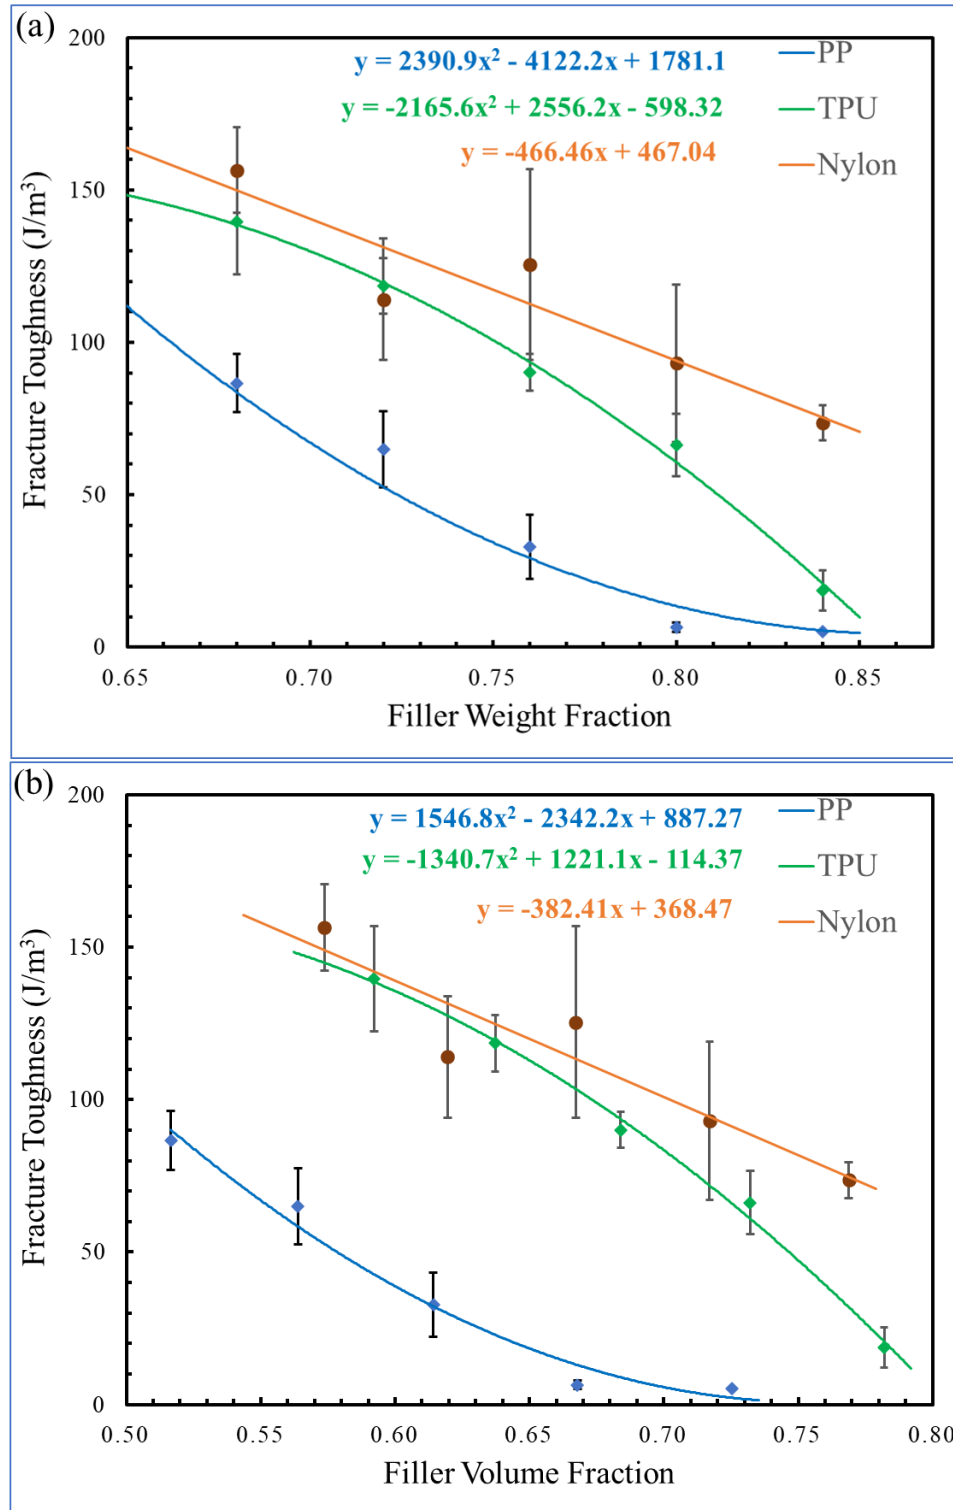 (a)
200
150
100
50
0
Fracture Toughness (J/m³)
y = 2390.9x² - 4122.2x + 1781.1
y = -2165.6x² + 2556.2x - 598.32
y = -466.46x + 467.04
PP
TPU
Nylon
0.65 0.70 0.75 0.80 0.85
Filler Weight Fraction
(b)
200
150
100
50
0
Fracture Toughness (J/m³)
y = 1546.8x² - 2342.2x + 887.27
y = -1340.7x² + 1221.1x - 114.37
y = -382.41x + 368.47
PP
TPU
Nylon
0.50 0.55 0.60 0.65 0.70 0.75 0.80
Filler Volume Fraction